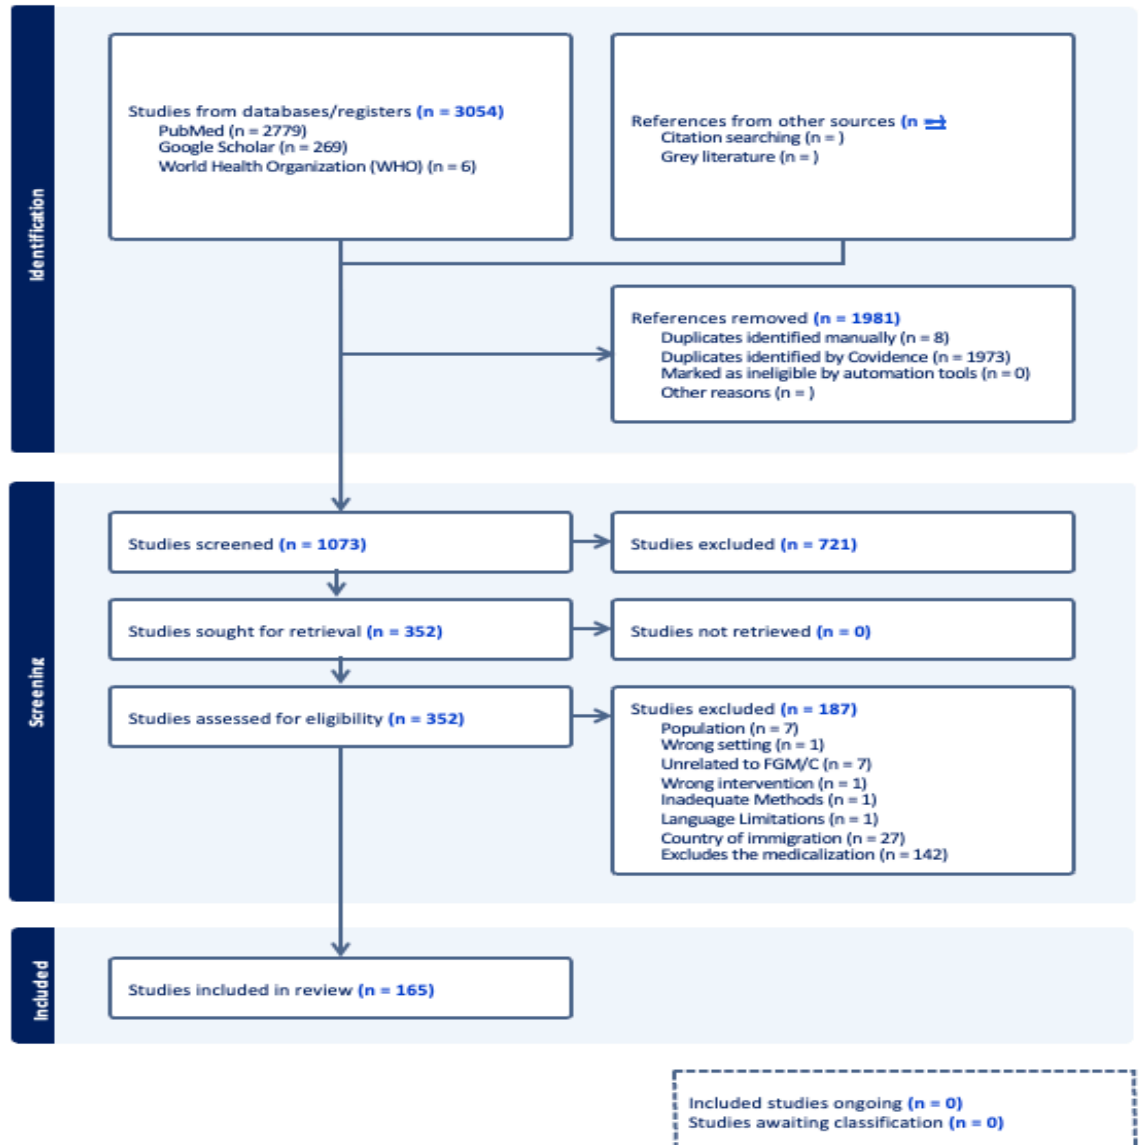 Identification
Studies from databases/registers (n = 3054)
PubMed (n = 2779)
Google Scholar (n = 269)
World Health Organization (WHO) (n = 6)
References from other sources (n =
Citation searching (n = )
Grey literature (n = )
References removed (n = 1981)
Duplicates identified manually (n = 8)
Duplicates identified by Covidence (n = 1973)
Marked as ineligible by automation tools (n = 0)
Other reasons (n = )
Screening
Studies screened (n = 1073)
Studies excluded (n = 721)
Studies sought for retrieval (n = 352)
Studies not retrieved (n = 0)
Studies assessed for eligibility (n = 352)
Studies excluded (n = 187)
Population (n = 7)
Wrong setting (n = 1)
Unrelated to FGM/C (n = 7)
Wrong intervention (n = 1)
Inadequate Methods (n = 1)
Language Limitations (n = 1)
Country of immigration (n = 27)
Excludes the medicalization (n = 142)
Included
Studies included in review (n = 165)
Included studies ongoing (n = 0)
Studies awaiting classification (n = 0)